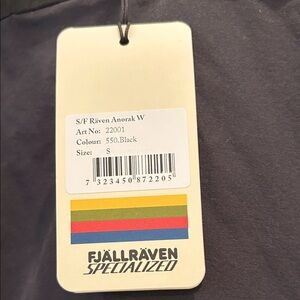 S/F Räven Anorak W
Art No: 22001
Colour: 550.Black
Size: S
7 323450 872205
FJÄLLRÄVEN
SPECIALIZED